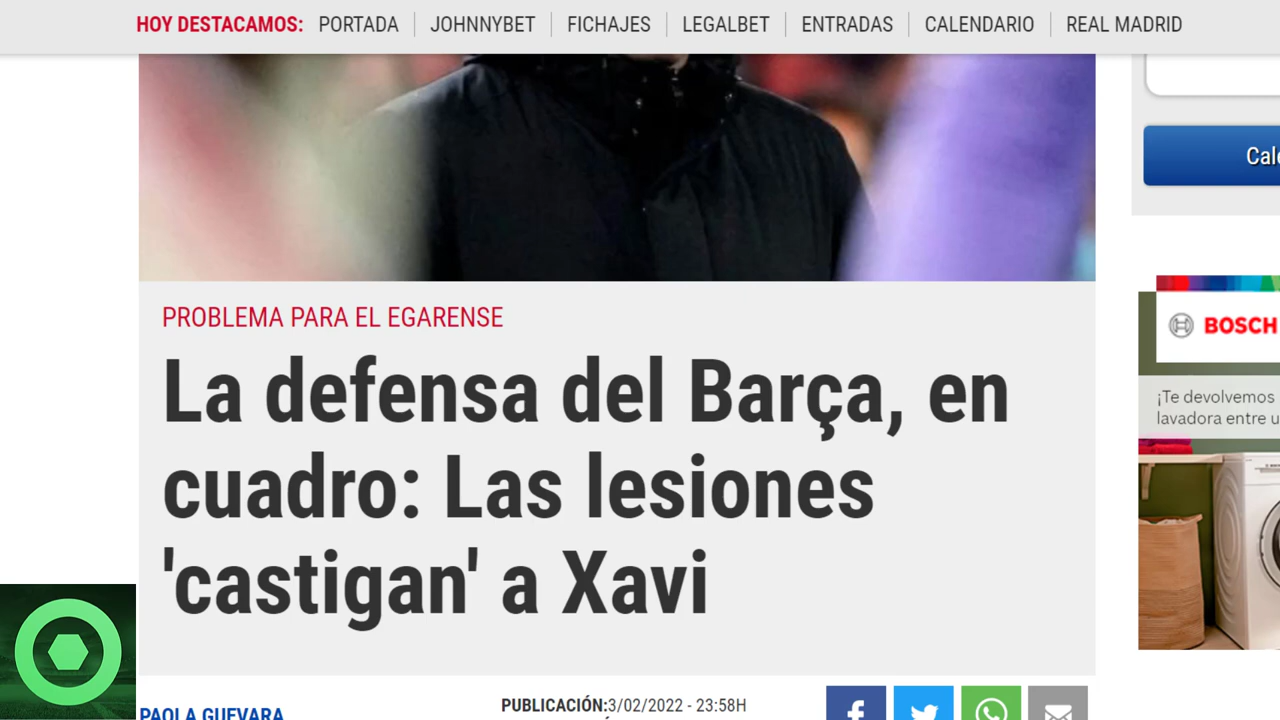 HOY DESTACAMOS: PORTADA JOHNNYBET FICHAJES LEGALBET ENTRADAS CALENDARIO REAL MADRID
PROBLEMA PARA EL EGARENSE
La defensa del Barça, en
cuadro: Las lesiones
'castigan' a Xavi
PAOLA GUEVARA
PUBLICACIÓN:3/02/2022 - 23:58H
BOSCH
¡Te devolvemos
lavadora entre u